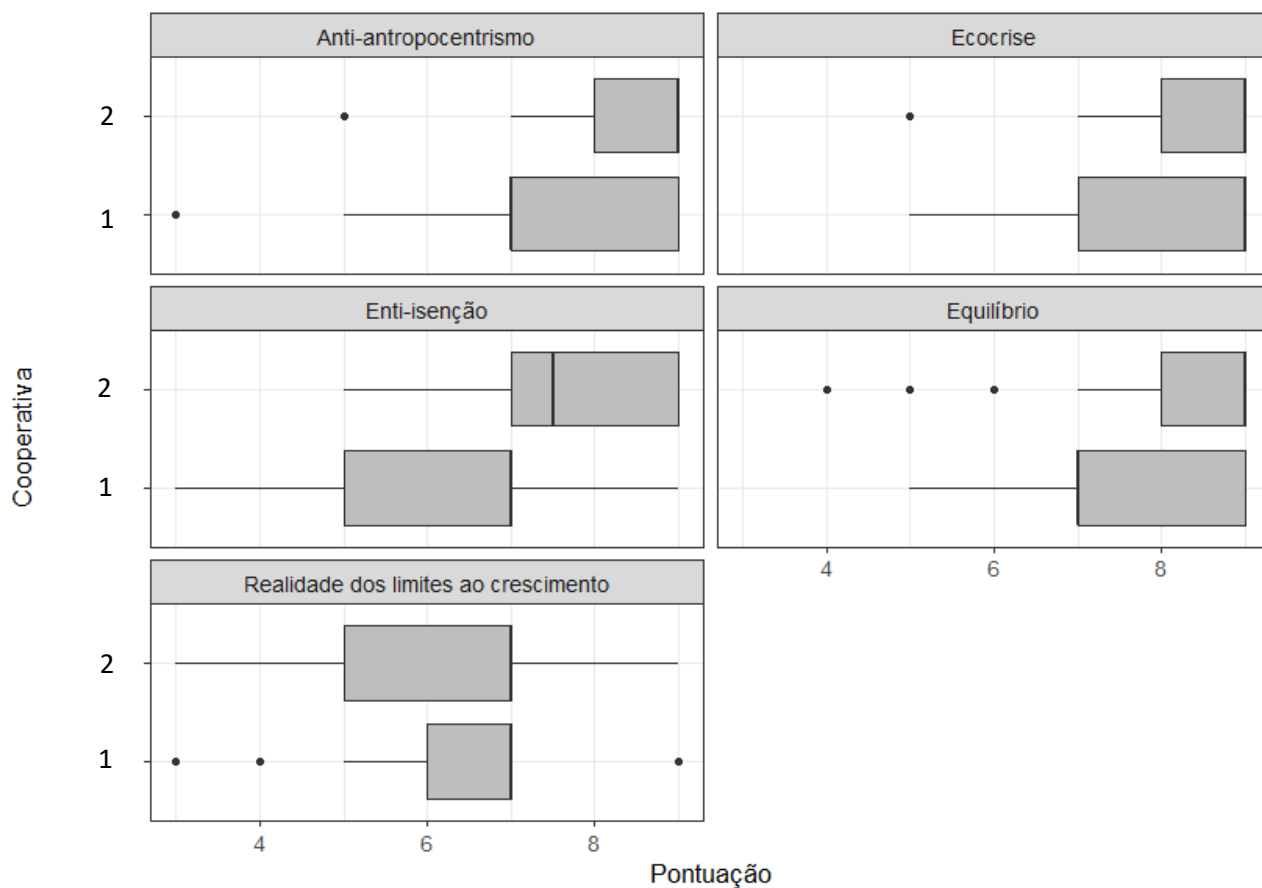 Anti-antropocentrismo
Ecocrise
2
1
Enti-isenção
Equilíbrio
2
1
Cooperativa
4 6 8
Realidade dos limites ao crescimento
2
1
4 6 8
Pontuação